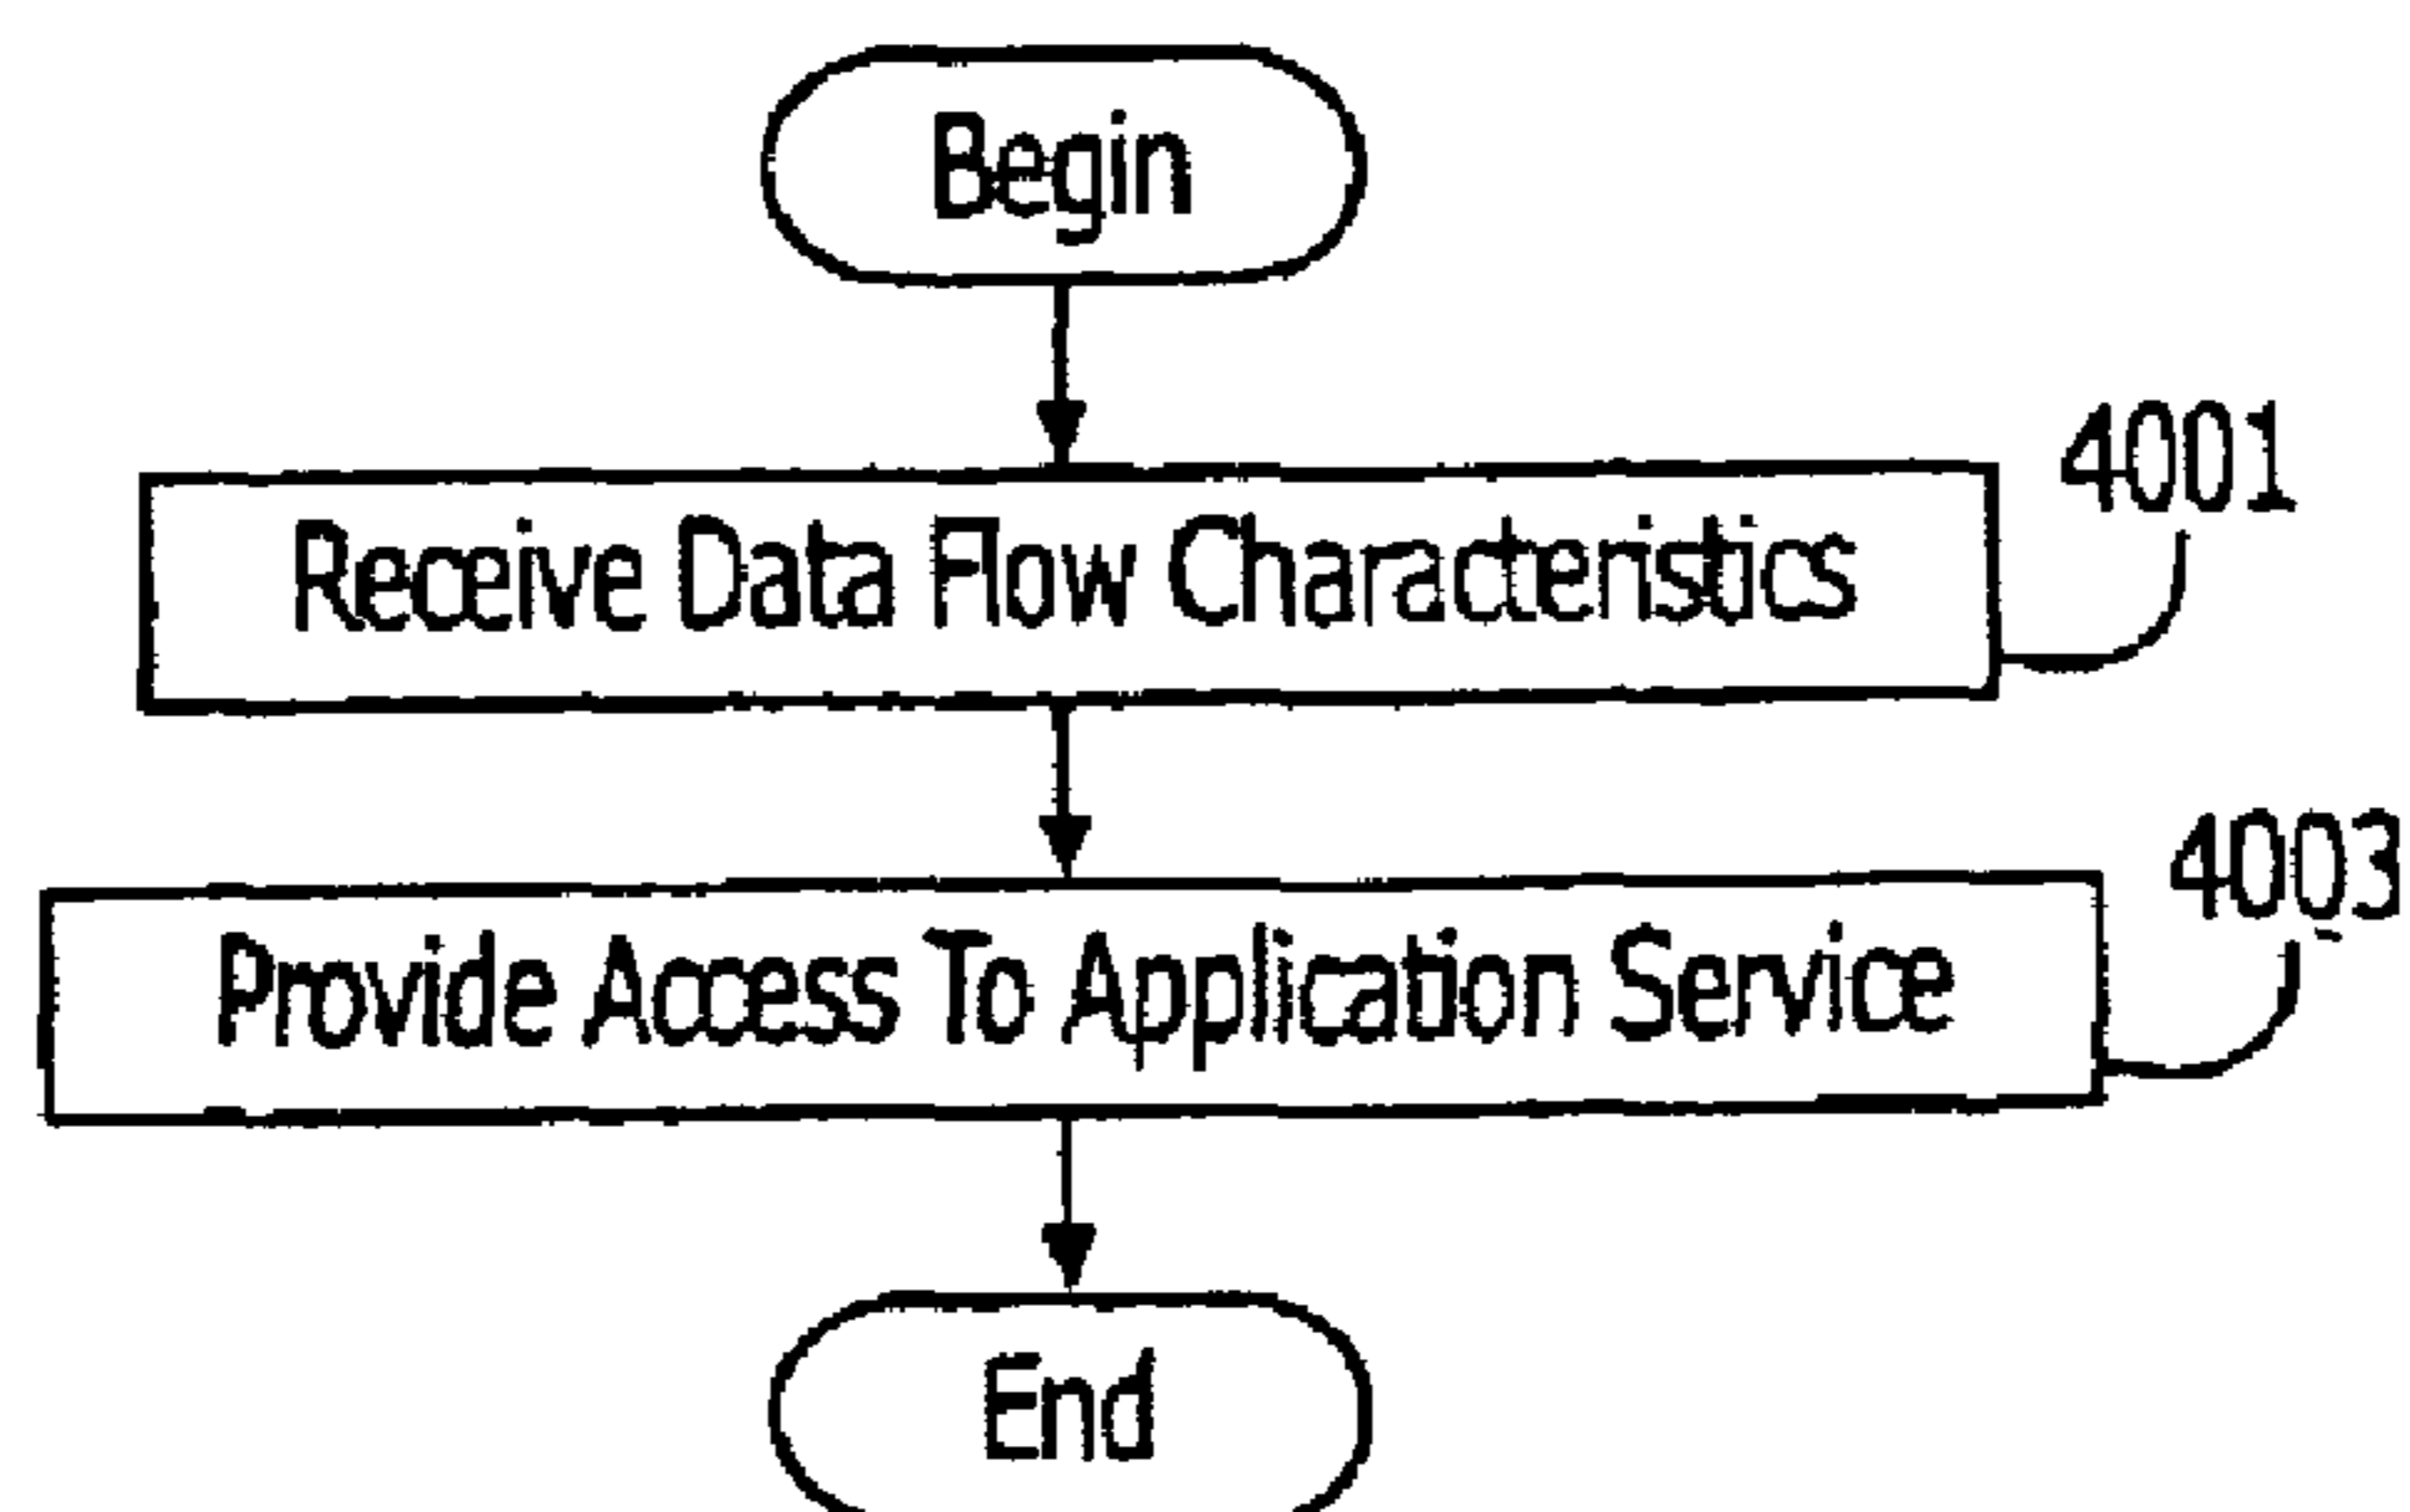 Begin
4001
Receive Data Flow Characteristics
4003
Provide Access To Application Service
End